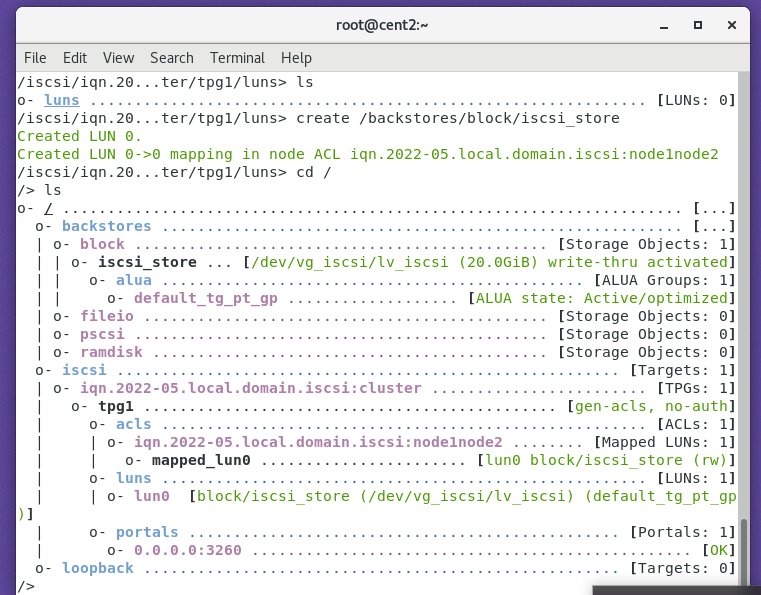 root@cent2:~
File Edit View Search Terminal Help
/iscsi/iqn.20...ter/tpg1/luns> ls
o- luns .............................................................. [LUNs: 0]
/iscsi/iqn.20...ter/tpg1/luns> create /backstores/block/iscsi_store
Created LUN 0.
Created LUN 0->0 mapping in node ACL iqn.2022-05.local.domain.iscsi:node1node2
/iscsi/iqn.20...ter/tpg1/luns> cd /
/> ls
o- / ..................................................................... [...]
  o- backstores .......................................................... [...]
  | o- block .............................................. [Storage Objects: 1]
  | | o- iscsi_store ... [/dev/vg_iscsi/lv_iscsi (20.0GiB) write-thru activated]
  | |   o- alua ............................................... [ALUA Groups: 1]
  | |     o- default_tg_pt_gp ................... [ALUA state: Active/optimized]
  | o- fileio ............................................. [Storage Objects: 0]
  | o- pscsi .............................................. [Storage Objects: 0]
  | o- ramdisk ............................................ [Storage Objects: 0]
  o- iscsi ........................................................ [Targets: 1]
  | o- iqn.2022-05.local.domain.iscsi:cluster ........................ [TPGs: 1]
  |   o- tpg1 .............................................. [gen-acls, no-auth]
  |     o- acls ...................................................... [ACLs: 1]
  |     | o- iqn.2022-05.local.domain.iscsi:node1node2 ........ [Mapped LUNs: 1]
  |     |   o- mapped_lun0 ....................... [lun0 block/iscsi_store (rw)]
  |     o- luns ...................................................... [LUNs: 1]
  |     | o- lun0  [block/iscsi_store (/dev/vg_iscsi/lv_iscsi) (default_tg_pt_gp
)]
  |     o- portals ................................................ [Portals: 1]
  |       o- 0.0.0.0:3260 ................................................. [OK]
  o- loopback ..................................................... [Targets: 0]
/>